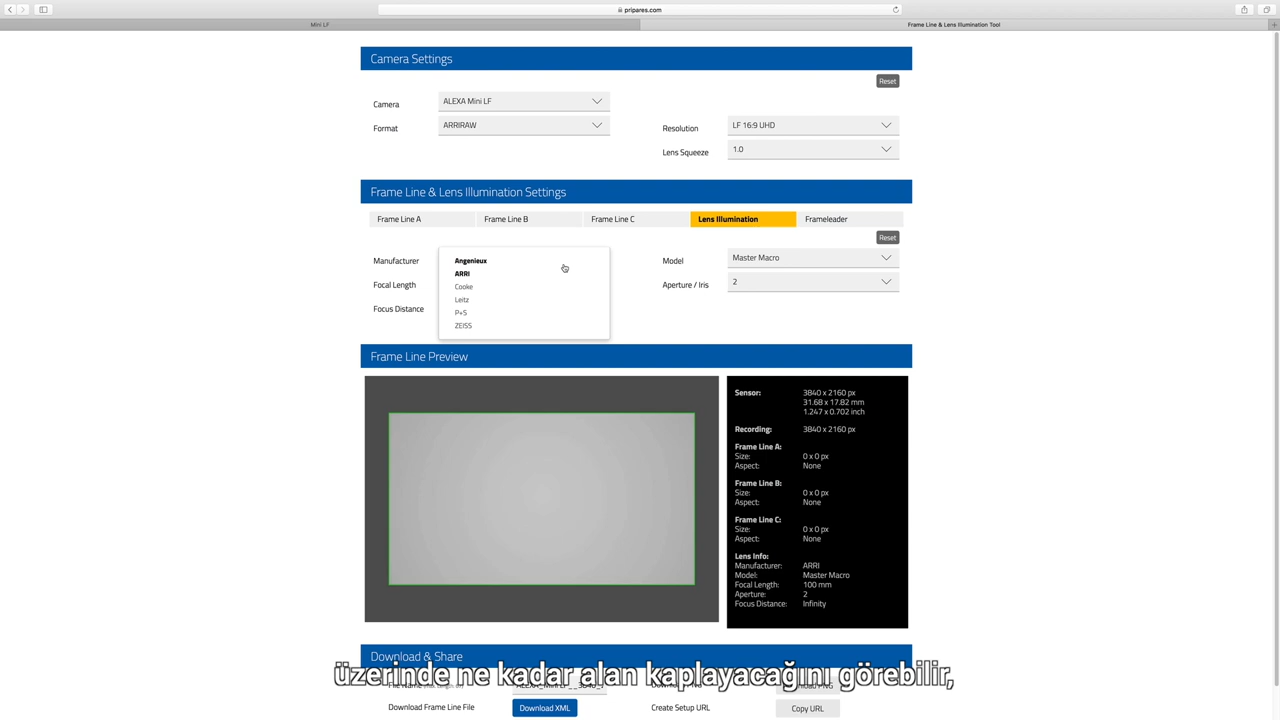 pripares.com
Mini LF
Frame Line & Lens Illumination Tool
Camera Settings
Reset
Camera ALEXA Mini LF
Format ARRIRAW Resolution LF 16:9 UHD
Lens Squeeze 1.0
Frame Line & Lens Illumination Settings
Frame Line A Frame Line B Frame Line C Lens Illumination Frameleader
Reset
Manufacturer Angenieux Model Master Macro
ARRI
Focal Length Cooke Aperture / Iris 2
Leitz
Focus Distance P+S
ZEISS
Frame Line Preview
Sensor: 3840 x 2160 px
31.68 x 17.82 mm
1.247 x 0.702 inch
Recording: 3840 x 2160 px
Frame Line A:
Size: 0 x 0 px
Aspect: None
Frame Line B:
Size: 0 x 0 px
Aspect: None
Frame Line C:
Size: 0 x 0 px
Aspect: None
Lens Info:
Manufacturer: ARRI
Model: Master Macro
Focal Length: 100 mm
Aperture: 2
Focus Distance: Infinity
Download & Share
üzerinde ne kadar alan kaplayacağını görebilir,
Download Frame Line File Download XML Create Setup URL Copy URL